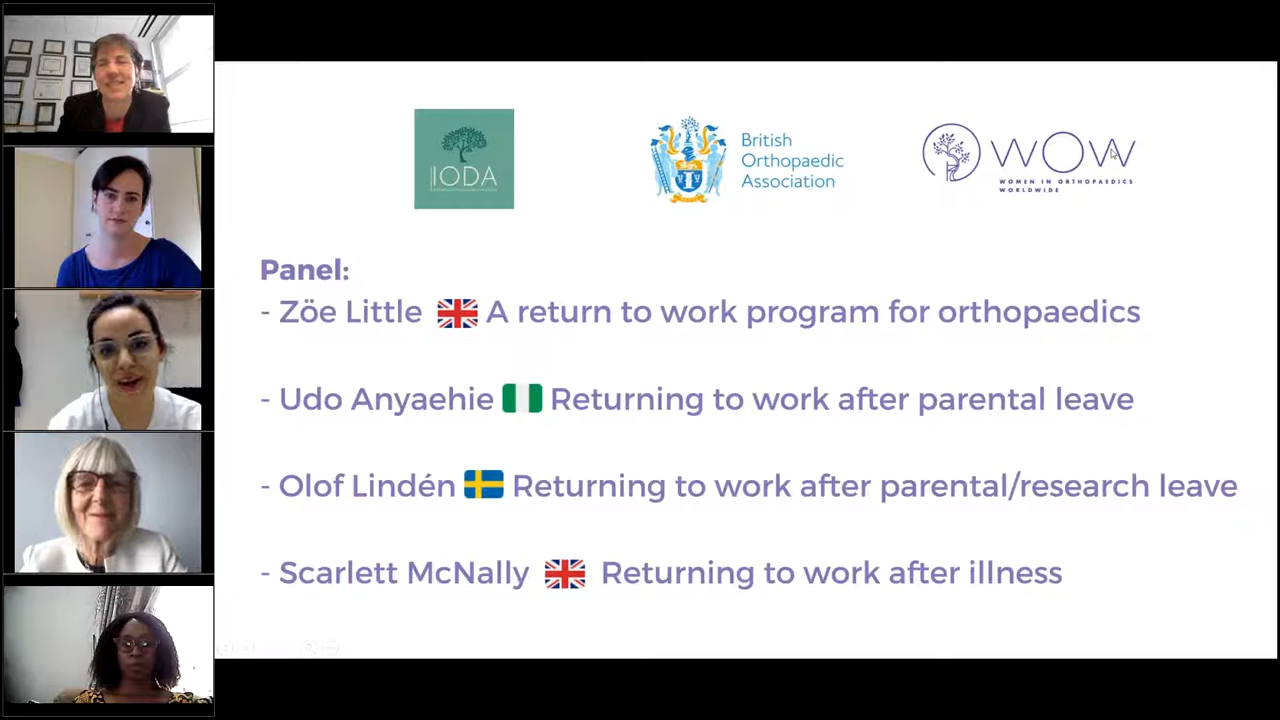 IODA
British
Orthopaedic
Association
WOW
WOMEN IN ORTHOPAEDICS
WORLDWIDE
Panel:
- Zöe Little A return to work program for orthopaedics
- Udo Anyaehie Returning to work after parental leave
- Olof Lindén Returning to work after parental/research leave
- Scarlett McNally Returning to work after illness